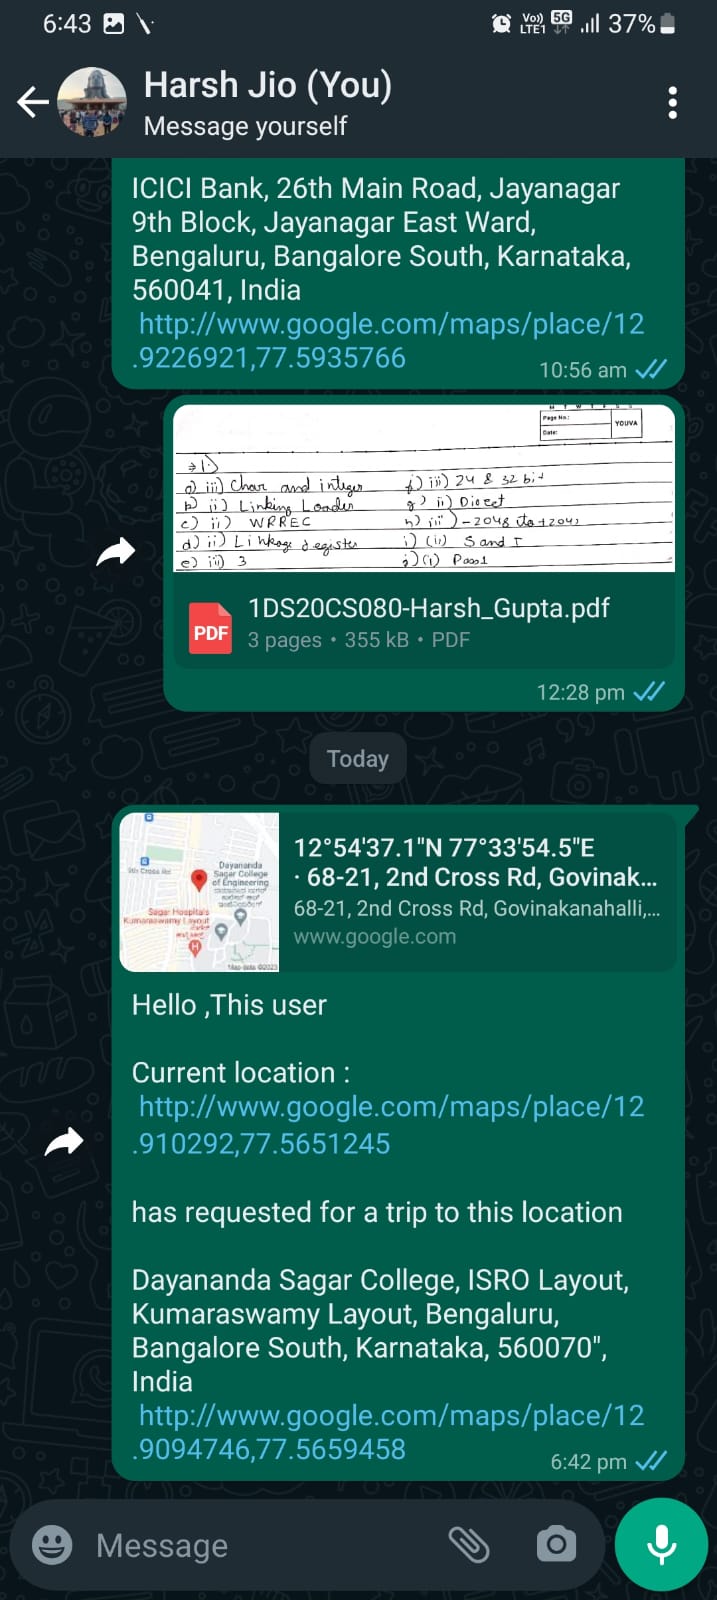 6:43
Vo)) LTE1 5G 37%
Harsh Jio (You)
Message yourself
ICICI Bank, 26th Main Road, Jayanagar
9th Block, Jayanagar East Ward,
Bengaluru, Bangalore South, Karnataka,
560041, India
http://www.google.com/maps/place/12
.9226921,77.5935766
10:56 am
Page No.:
Date:
YOUVA
1)
a) iii) Char and integer
f) iii) 24 & 32 bit
b) ii) Linking Loader
g) ii) Direct
c) ii) WRREC
h) iii) -2048 to +2047
d) ii) Linkage register
i) (ii) S and I
e) iii) 3
j) (i) Pass1
PDF
1DS20CS080-Harsh_Gupta.pdf
3 pages • 355 kB • PDF
12:28 pm
Today
9th Cross Rd
Dayananda
Sagar College
of Engineering
Sagar Hospitals
Kumaraswamy Layout
H
Map data ©2023
12°54'37.1"N 77°33'54.5"E
· 68-21, 2nd Cross Rd, Govinak...
68-21, 2nd Cross Rd, Govinakanahalli,...
www.google.com
Hello ,This user
Current location :
http://www.google.com/maps/place/12
.910292,77.5651245
has requested for a trip to this location
Dayananda Sagar College, ISRO Layout,
Kumaraswamy Layout, Bengaluru,
Bangalore South, Karnataka, 560070",
India
http://www.google.com/maps/place/12
.9094746,77.5659458
6:42 pm
Message